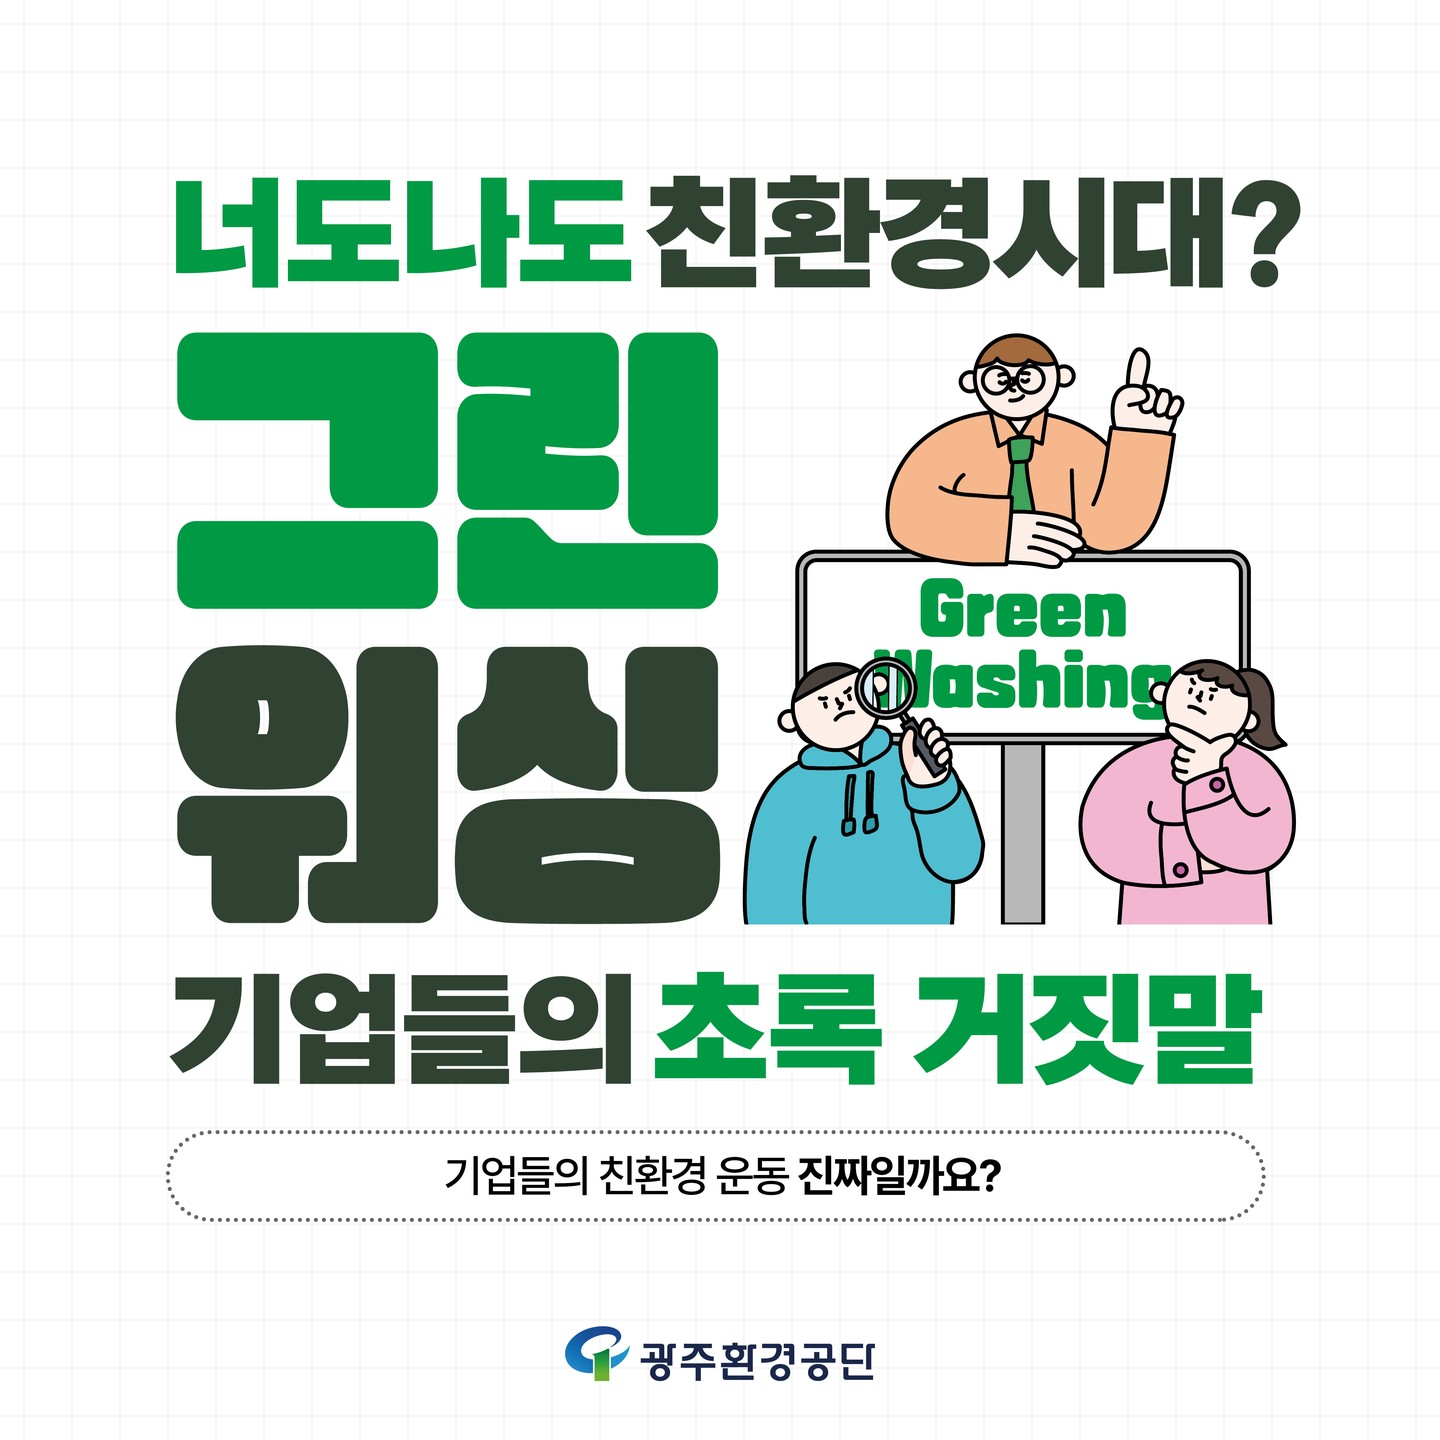 너도나도 친환경시대?
그린
워싱
Green
Washing
기업들의 초록 거짓말
기업들의 친환경 운동 진짜일까요?
광주환경공단